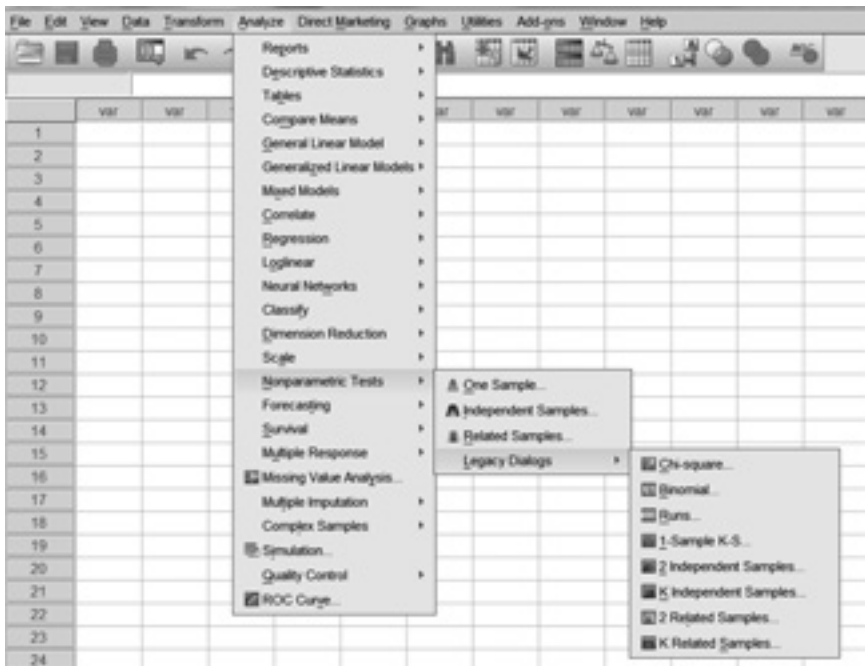 File Edit View Data Transform Analyze Direct Marketing Graphs Utilities Add-ons Window Help
var var var var var var var var
Reports
Descriptive Statistics
Tables
Compare Means
General Linear Model
Generalized Linear Models
Mixed Models
Correlate
Regression
Loglinear
Neural Networks
Classify
Dimension Reduction
Scale
Nonparametric Tests
Forecasting
Survival
Multiple Response
Missing Value Analysis...
Multiple Imputation
Complex Samples
Simulation...
Quality Control
ROC Curve...
One Sample...
Independent Samples...
Related Samples...
Legacy Dialogs
Chi-square...
Binomial...
Runs...
1-Sample K-S...
2 Independent Samples...
K Independent Samples...
2 Related Samples...
K Related Samples...
1
2
3
4
5
6
7
8
9
10
11
12
13
14
15
16
17
18
19
20
21
22
23
24